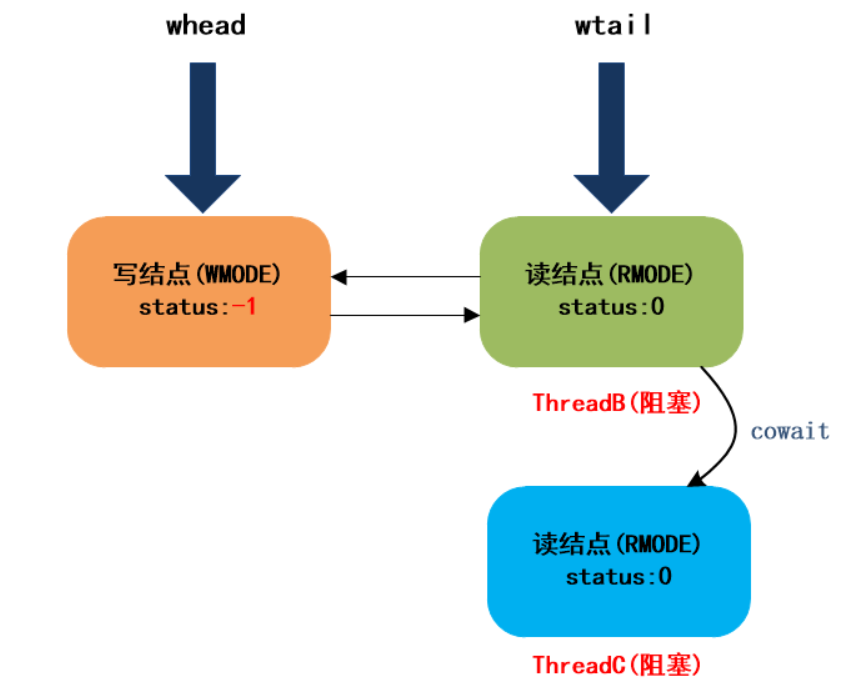 whead
wtail
写结点(WMODE)
status:-1
读结点(RMODE)
status:0
ThreadB(阻塞)
cowait
读结点(RMODE)
status:0
ThreadC(阻塞)